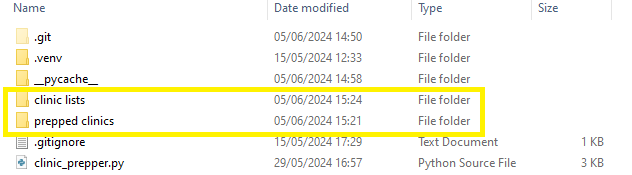 Name Date modified Type Size
.git 05/06/2024 14:50 File folder
.venv 15/05/2024 12:33 File folder
__pycache__ 05/06/2024 14:58 File folder
clinic lists 05/06/2024 15:24 File folder
prepped clinics 05/06/2024 15:21 File folder
.gitignore 15/05/2024 17:29 Text Document 1 KB
clinic_prepper.py 29/05/2024 16:57 Python Source File 3 KB